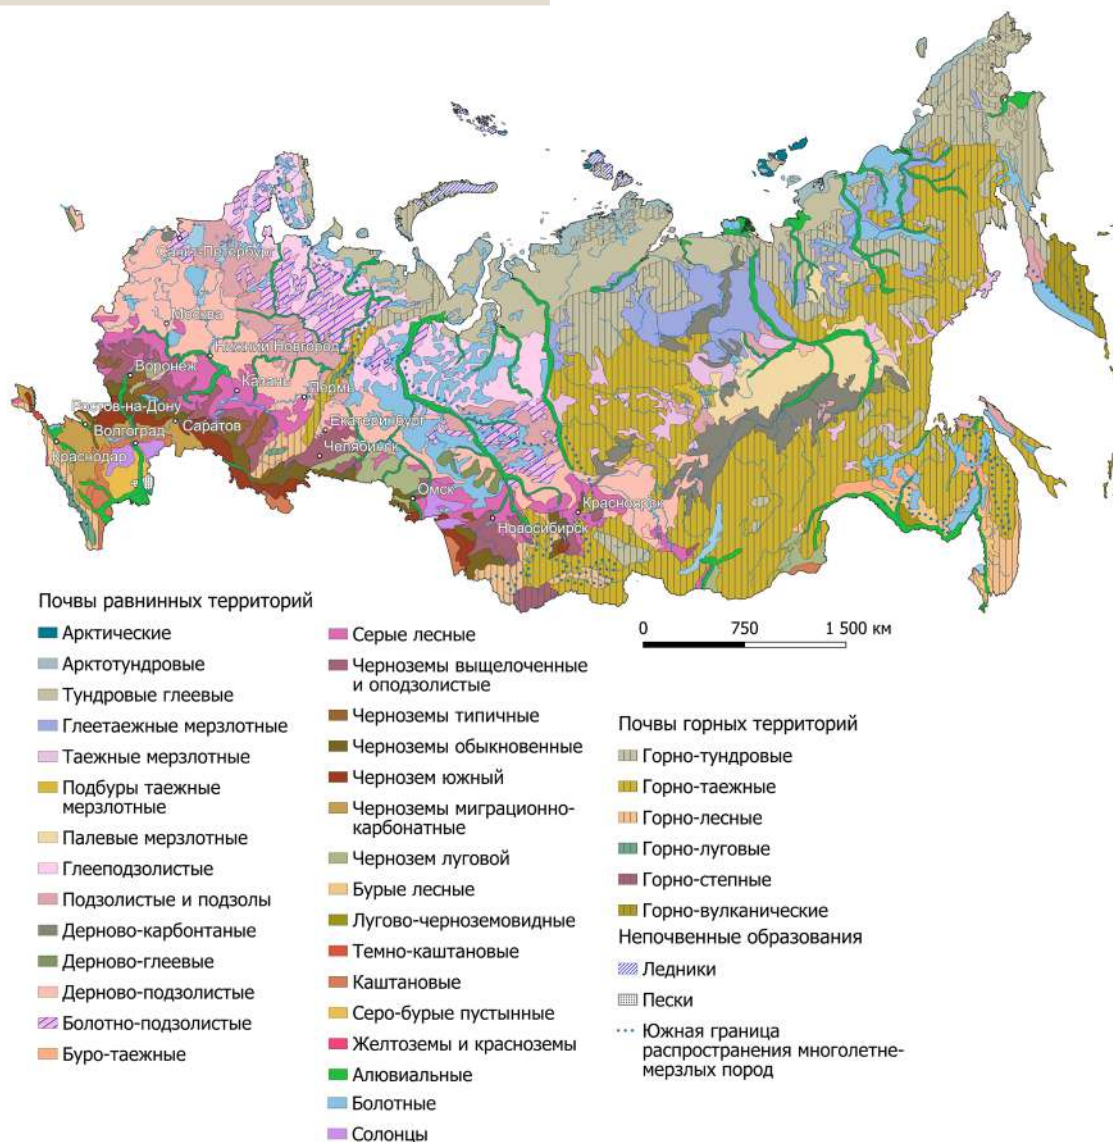 Санкт-Петербург
Москва
Нижний Новгород
Воронеж
Казань
Пермь
Ростов-на-Дону
Екатеринбург
Волгоград
Саратов
Челябинск
Краснодар
Омск
Красноярск
Новосибирск
0 750 1 500 км
Почвы равнинных территорий
Арктические
Арктотундровые
Тундровые глеевые
Глеетаежные мерзлотные
Таежные мерзлотные
Подбуры таежные
мерзлотные
Палевые мерзлотные
Глееподзолистые
Подзолистые и подзолы
Дерново-карбонтаные
Дерново-глеевые
Дерново-подзолистые
Болотно-подзолистые
Буро-таежные
Серые лесные
Черноземы выщелоченные
и оподзолистые
Черноземы типичные
Черноземы обыкновенные
Чернозем южный
Черноземы миграционно-
карбонатные
Чернозем луговой
Бурые лесные
Лугово-черноземовидные
Темно-каштановые
Каштановые
Серо-бурые пустынные
Желтоземы и красноземы
Алювиальные
Болотные
Солонцы
Почвы горных территорий
Горно-тундровые
Горно-таежные
Горно-лесные
Горно-луговые
Горно-степные
Горно-вулканические
Непочвенные образования
Ледники
Пески
Южная граница
распространения многолетне-
мерзлых пород